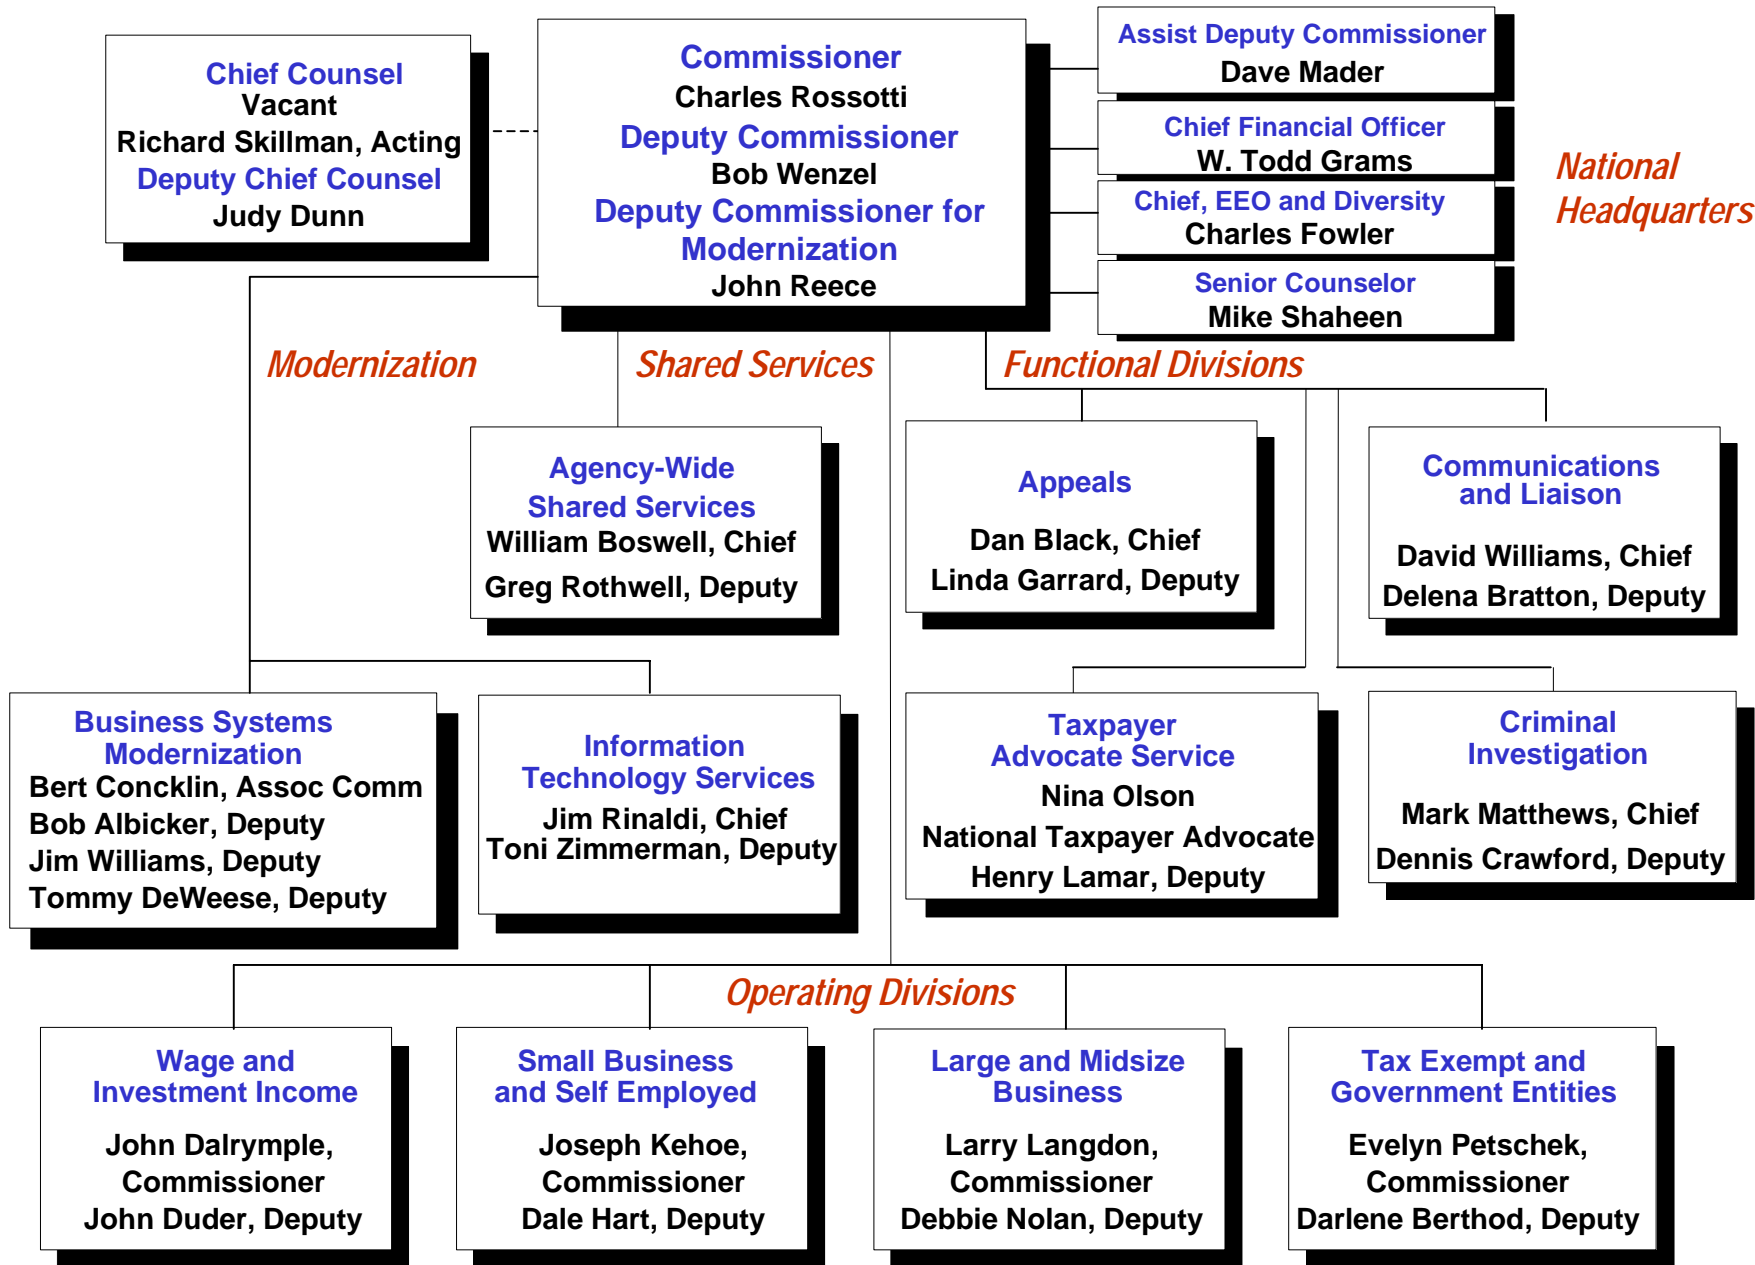 Chief Counsel
Vacant
Richard Skillman, Acting
Deputy Chief Counsel
Judy Dunn
Commissioner
Charles Rossotti
Deputy Commissioner
Bob Wenzel
Deputy Commissioner for
Modernization
John Reece
Assist Deputy Commissioner
Dave Mader
Chief Financial Officer
W. Todd Grams
Chief, EEO and Diversity
Charles Fowler
Senior Counselor
Mike Shaheen
National
Headquarters
Modernization
Shared Services
Functional Divisions
Agency-Wide
Shared Services
William Boswell, Chief
Greg Rothwell, Deputy
Appeals
Dan Black, Chief
Linda Garrard, Deputy
Communications
and Liaison
David Williams, Chief
Delena Bratton, Deputy
Business Systems
Modernization
Bert Concklin, Assoc Comm
Bob Albicker, Deputy
Jim Williams, Deputy
Tommy DeWeese, Deputy
Information
Technology Services
Jim Rinaldi, Chief
Toni Zimmerman, Deputy
Taxpayer
Advocate Service
Nina Olson
National Taxpayer Advocate
Henry Lamar, Deputy
Criminal
Investigation
Mark Matthews, Chief
Dennis Crawford, Deputy
Operating Divisions
Wage and
Investment Income
John Dalrymple,
Commissioner
John Duder, Deputy
Small Business
and Self Employed
Joseph Kehoe,
Commissioner
Dale Hart, Deputy
Large and Midsize
Business
Larry Langdon,
Commissioner
Debbie Nolan, Deputy
Tax Exempt and
Government Entities
Evelyn Petschek,
Commissioner
Darlene Berthod, Deputy